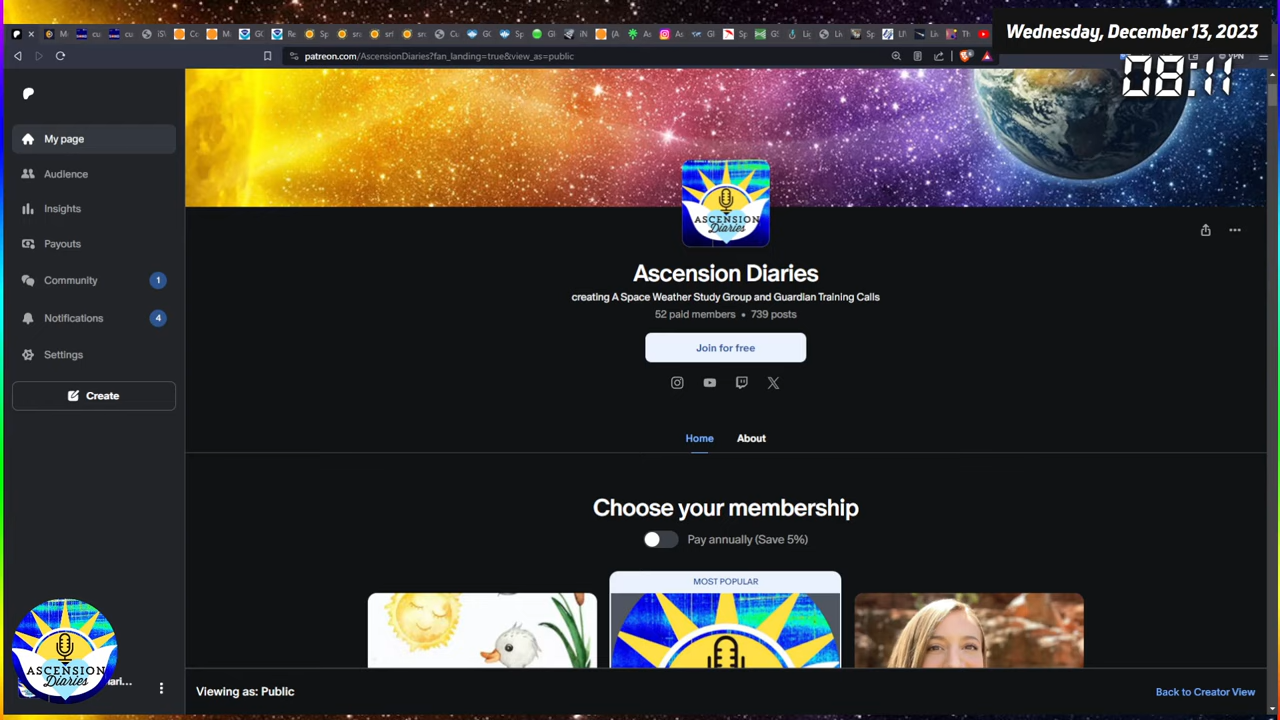 Wednesday, December 13, 2023
08:11
patreon.com/AscensionDiaries?fan_landing=true&view_as=public
VPN
My page
Audience
Insights
Payouts
Community
1
Notifications
4
Settings
Create
ASCENSION
Diaries
Ascension Diaries
creating A Space Weather Study Group and Guardian Training Calls
52 paid members • 739 posts
Join for free
Home
About
Choose your membership
Pay annually (Save 5%)
MOST POPULAR
ASCENSION
Diaries
Viewing as: Public
Back to Creator View